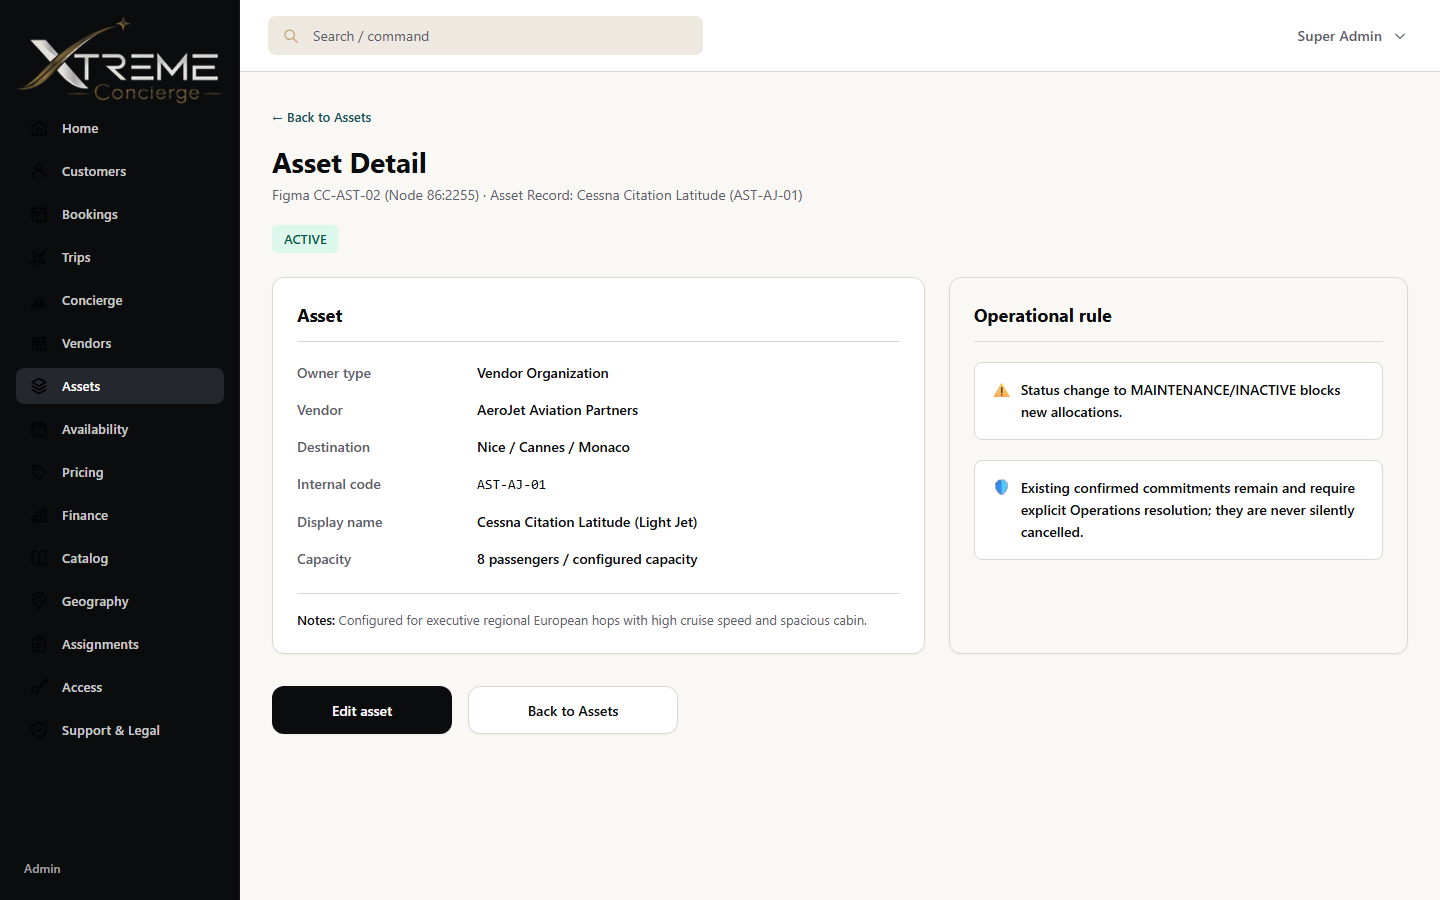 XTREME
Concierge
Home
Customers
Bookings
Trips
Concierge
Vendors
Assets
Availability
Pricing
Finance
Catalog
Geography
Assignments
Access
Support & Legal
Admin
Search / command
Super Admin
← Back to Assets
Asset Detail
Figma CC-AST-02 (Node 86:2255) · Asset Record: Cessna Citation Latitude (AST-AJ-01)
ACTIVE
Asset
Owner type Vendor Organization
Vendor AeroJet Aviation Partners
Destination Nice / Cannes / Monaco
Internal code AST-AJ-01
Display name Cessna Citation Latitude (Light Jet)
Capacity 8 passengers / configured capacity
Notes: Configured for executive regional European hops with high cruise speed and spacious cabin.
Operational rule
Status change to MAINTENANCE/INACTIVE blocks
new allocations.
Existing confirmed commitments remain and require
explicit Operations resolution; they are never silently
cancelled.
Edit asset
Back to Assets